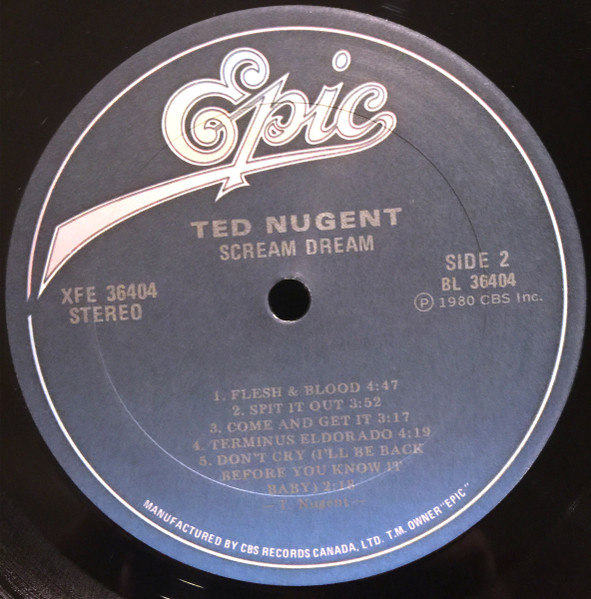 Epic
TED NUGENT
SCREAM DREAM
XFE 36404
STEREO
SIDE 2
BL 36404
Ⓟ 1980 CBS Inc.
1. FLESH & BLOOD 4:47
2. SPIT IT OUT 3:52
3. COME AND GET IT 3:17
4. TERMINUS ELDORADO 4:19
5. DON'T CRY (I'LL BE BACK
BEFORE YOU KNOW IT
BABY) 2:18
— T. Nugent —
MANUFACTURED BY CBS RECORDS CANADA, LTD. T.M. OWNER "EPIC"